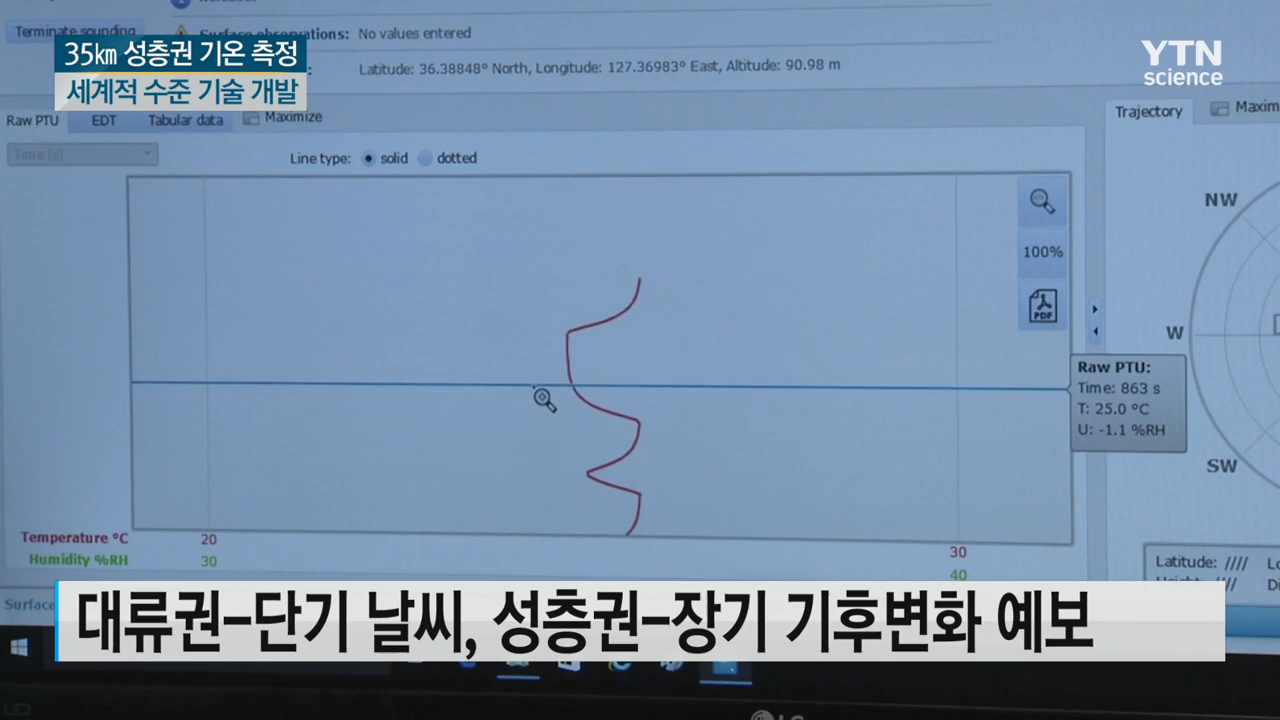 Terminate sounding
Surface observations: No values entered
35㎞ 성층권 기온 측정
세계적 수준 기술 개발
Latitude: 36.38848° North, Longitude: 127.36983° East, Altitude: 90.98 m
YTN
science
Raw PTU EDT Tabular data Maximize
Trajectory
Time (s)
Line type: solid dotted
NW
100%
PDF
W
Raw PTU:
Time: 863 s
T: 25.0 °C
U: -1.1 %RH
SW
Temperature °C 20 30
Humidity %RH 30 40
Latitude: ////
Surface
대류권-단기 날씨, 성층권-장기 기후변화 예보
LG